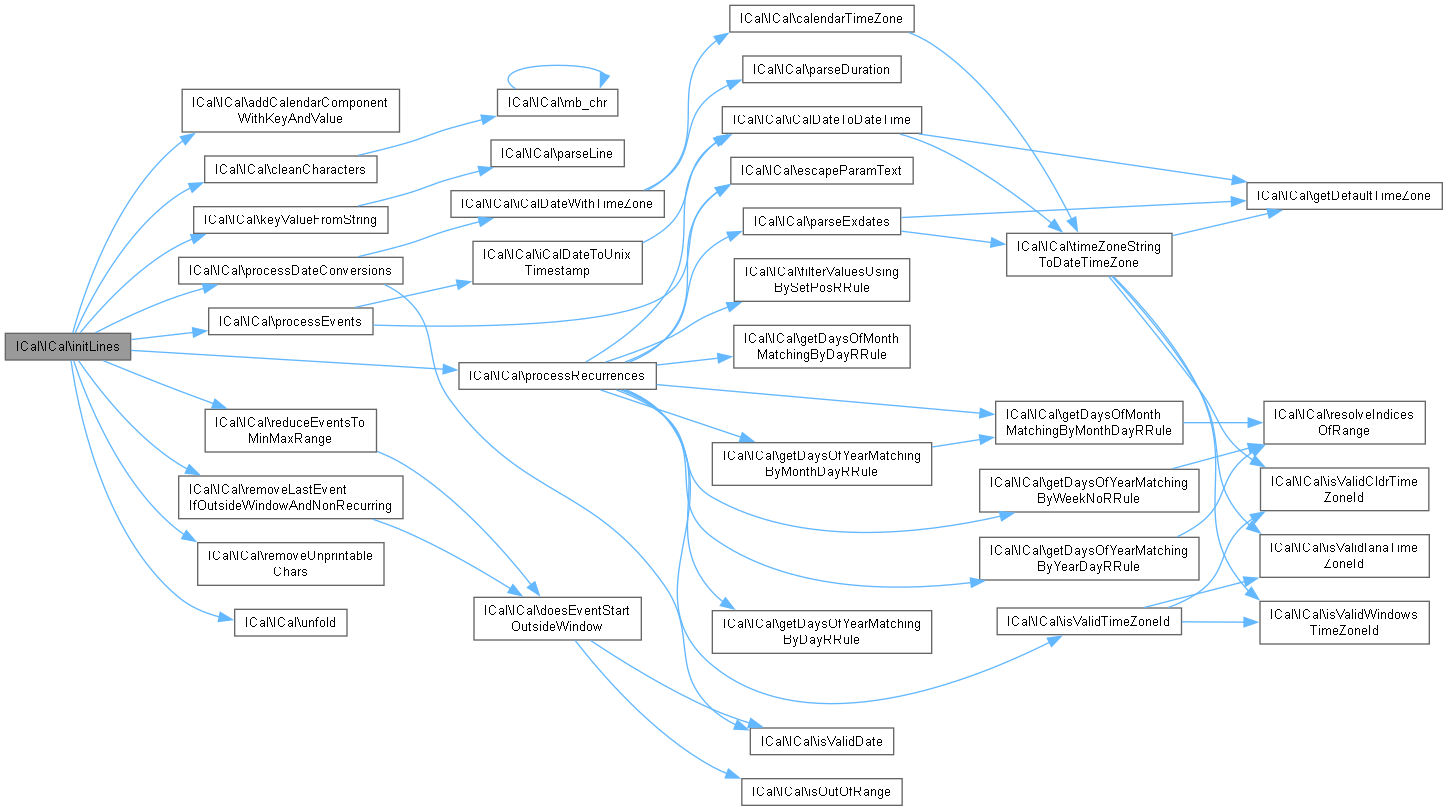 ICal\ICal\initLines
ICal\ICal\addCalendarComponent
WithKeyAndValue
ICal\ICal\cleanCharacters
ICal\ICal\keyValueFromString
ICal\ICal\processDateConversions
ICal\ICal\processEvents
ICal\ICal\reduceEventsTo
MinMaxRange
ICal\ICal\removeLastEvent
IfOutsideWindowAndNonRecurring
ICal\ICal\removeUnprintable
Chars
ICal\ICal\unfold
ICal\ICal\mb_chr
ICal\ICal\parseLine
ICal\ICal\iCalDateWithTimeZone
ICal\ICal\iCalDateToUnix
Timestamp
ICal\ICal\processRecurrences
ICal\ICal\doesEventStart
OutsideWindow
ICal\ICal\calendarTimeZone
ICal\ICal\parseDuration
ICal\ICal\iCalDateToDateTime
ICal\ICal\escapeParamText
ICal\ICal\parseExdates
ICal\ICal\filterValuesUsing
BySetPosRRule
ICal\ICal\getDaysOfMonth
MatchingByDayRRule
ICal\ICal\getDaysOfYearMatching
ByMonthDayRRule
ICal\ICal\getDaysOfYearMatching
ByDayRRule
ICal\ICal\isValidDate
ICal\ICal\isOutOfRange
ICal\ICal\timeZoneString
ToDateTimeZone
ICal\ICal\getDaysOfMonth
MatchingByMonthDayRRule
ICal\ICal\getDaysOfYearMatching
ByWeekNoRRule
ICal\ICal\getDaysOfYearMatching
ByYearDayRRule
ICal\ICal\isValidTimeZoneId
ICal\ICal\getDefaultTimeZone
ICal\ICal\resolveIndices
OfRange
ICal\ICal\isValidCldrTime
ZoneId
ICal\ICal\isValidIanaTime
ZoneId
ICal\ICal\isValidWindows
TimeZoneId